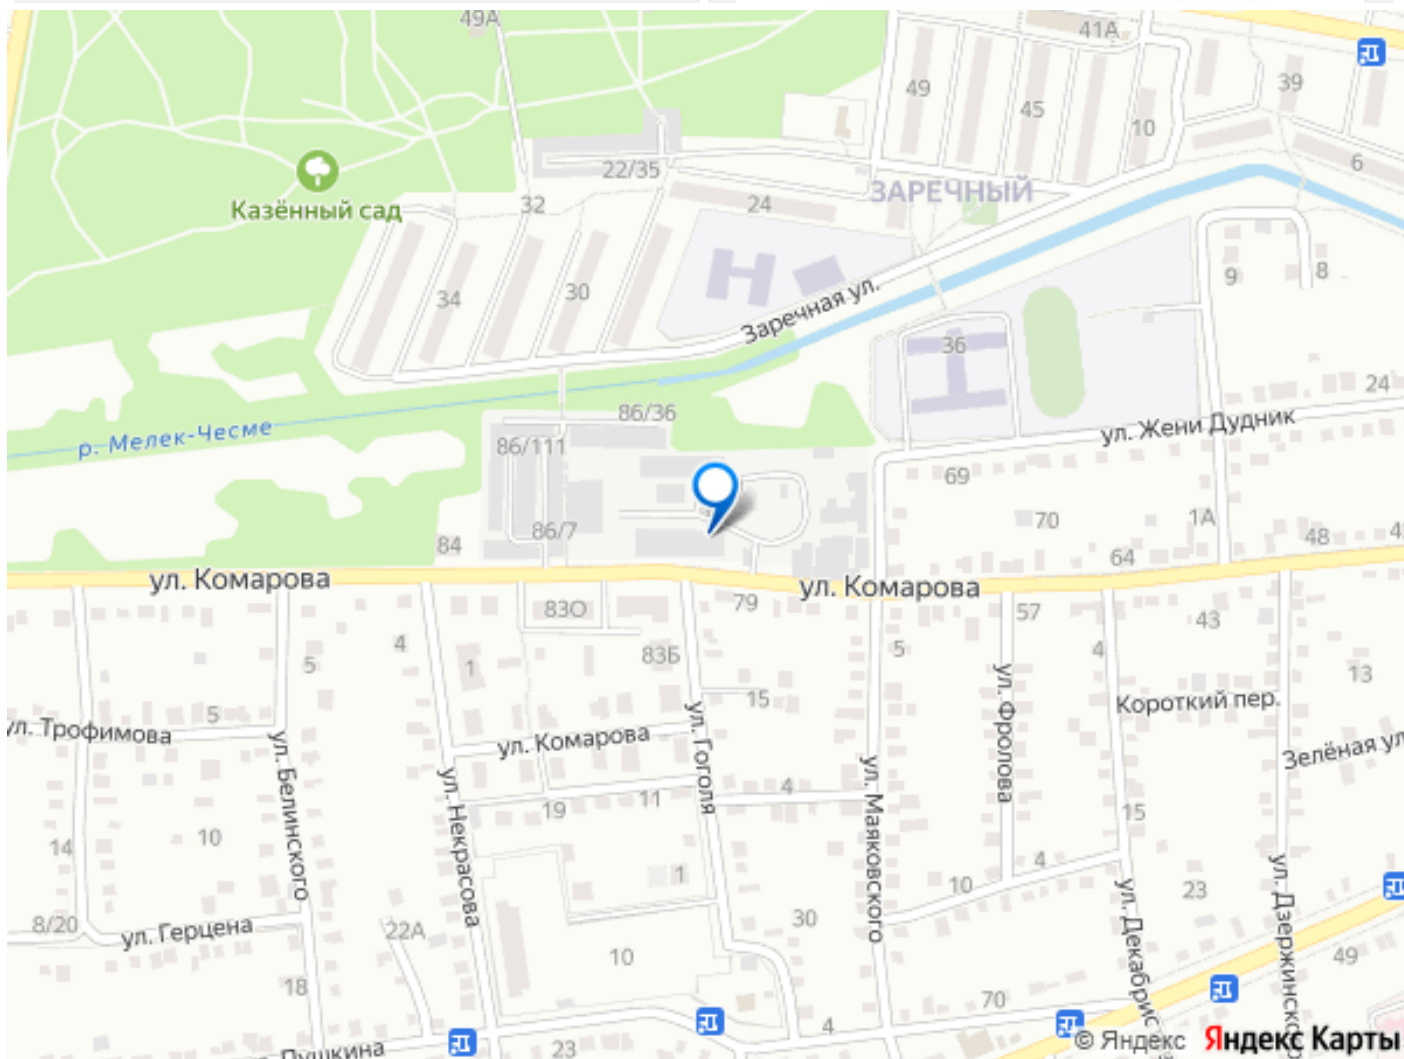 49А
41А
49
39
45
10
6
22/35
Казённый сад
32
24
ЗАРЕЧНЫЙ
9
8
34
30
Заречная ул.
36
24
р. Мелек-Чесме
86/36
86/111
ул. Жени Дудник
69
70
1А
86/7
84
48
64
ул. Комарова
ул. Комарова
83О
79
57
43
4
5
4
5
1
83Б
15
13
5
ул. Трофимова
ул. Комарова
ул. Гоголя
ул. Фролова
Короткий пер.
Зелёная ул
ул. Белинского
ул. Некрасова
19
11
4
ул. Маяковского
15
10
14
4
1
10
23
ул. Декабрис
ул. Дзержинско
8/20
ул. Герцена
22А
30
10
49
18
70
4
23
Пушкина
© Яндекс Яндекс Карты